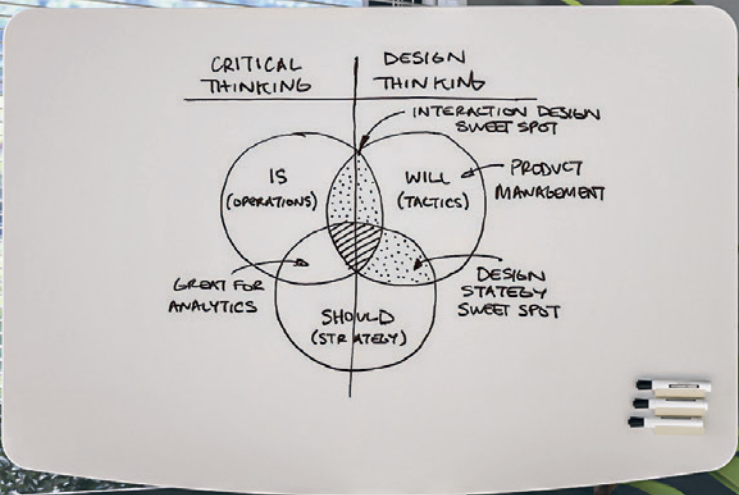 CRITICAL
THINKING
DESIGN
THINKING
INTERACTION DESIGN
SWEET SPOT
IS
(OPERATIONS)
WILL
(TACTICS)
PRODUCT
MANAGEMENT
GREAT FOR
ANALYTICS
DESIGN
STATEGY
SWEET SPOT
SHOULD
(STRATEGY)